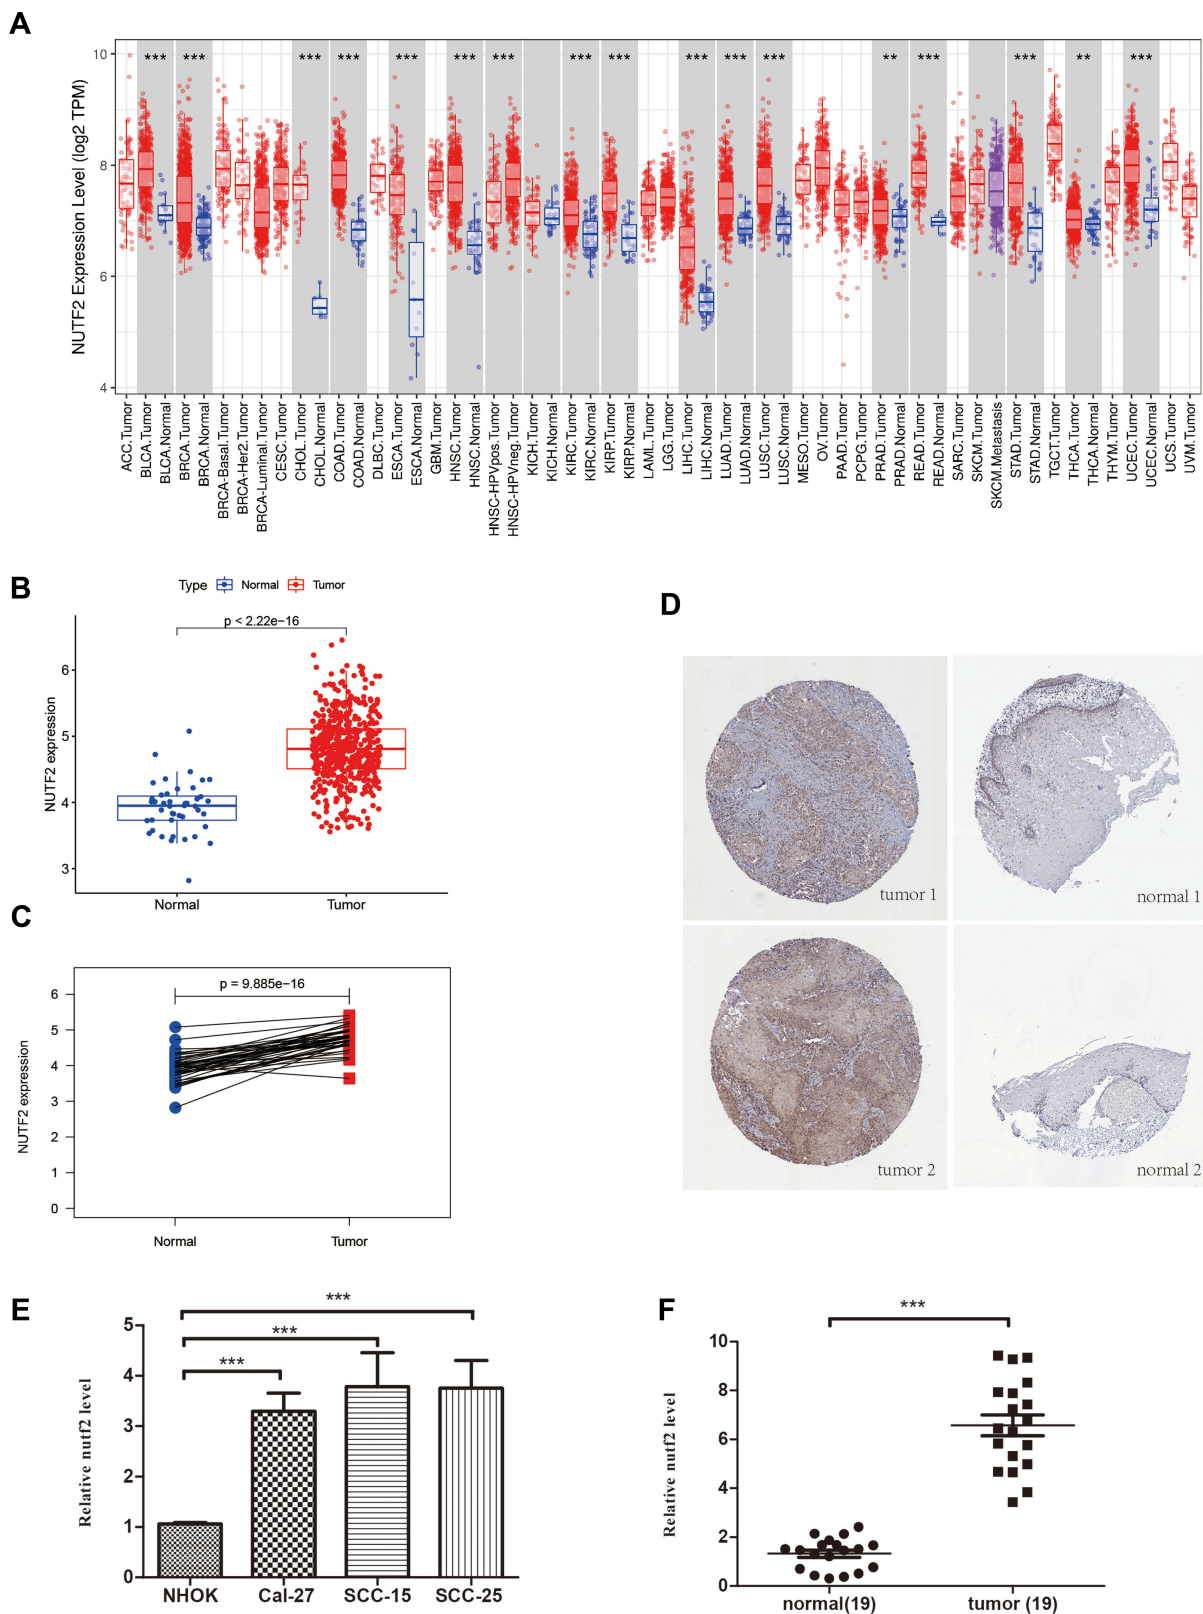 A
NUTF2 Expression Level (log2 TPM)
10
8
6
4
*** *** *** *** *** *** *** *** *** *** *** *** ** *** *** ** ***
ACC.Tumor
BLCA.Tumor
BLCA.Normal
BRCA.Tumor
BRCA.Normal
BRCA-Basal.Tumor
BRCA-Her2.Tumor
BRCA-Luminal.Tumor
CESC.Tumor
CHOL.Tumor
CHOL.Normal
COAD.Tumor
COAD.Normal
DLBC.Tumor
ESCA.Tumor
ESCA.Normal
GBM.Tumor
HNSC.Tumor
HNSC.Normal
HNSC-HPVpos.Tumor
HNSC-HPVneg.Tumor
KICH.Tumor
KICH.Normal
KIRC.Tumor
KIRC.Normal
KIRP.Tumor
KIRP.Normal
LAML.Tumor
LGG.Tumor
LIHC.Tumor
LIHC.Normal
LUAD.Tumor
LUAD.Normal
LUSC.Tumor
LUSC.Normal
MESO.Tumor
OV.Tumor
PAAD.Tumor
PCPG.Tumor
PRAD.Tumor
PRAD.Normal
READ.Tumor
READ.Normal
SARC.Tumor
SKCM.Tumor
SKCM.Metastasis
STAD.Tumor
STAD.Normal
TGCT.Tumor
THCA.Tumor
THCA.Normal
THYM.Tumor
UCEC.Tumor
UCEC.Normal
UCS.Tumor
UVM.Tumor
B
Type Normal Tumor
p < 2.22e−16
NUTF2 expression
6
5
4
3
Normal Tumor
C
p = 9.885e−16
NUTF2 expression
6
5
4
3
2
1
0
Normal Tumor
D
tumor 1
normal 1
tumor 2
normal 2
E
***
***
***
Relative nutf2 level
5
4
3
2
1
0
NHOK Cal-27 SCC-15 SCC-25
F
***
Relative nutf2 level
10
8
6
4
2
0
normal(19) tumor (19)